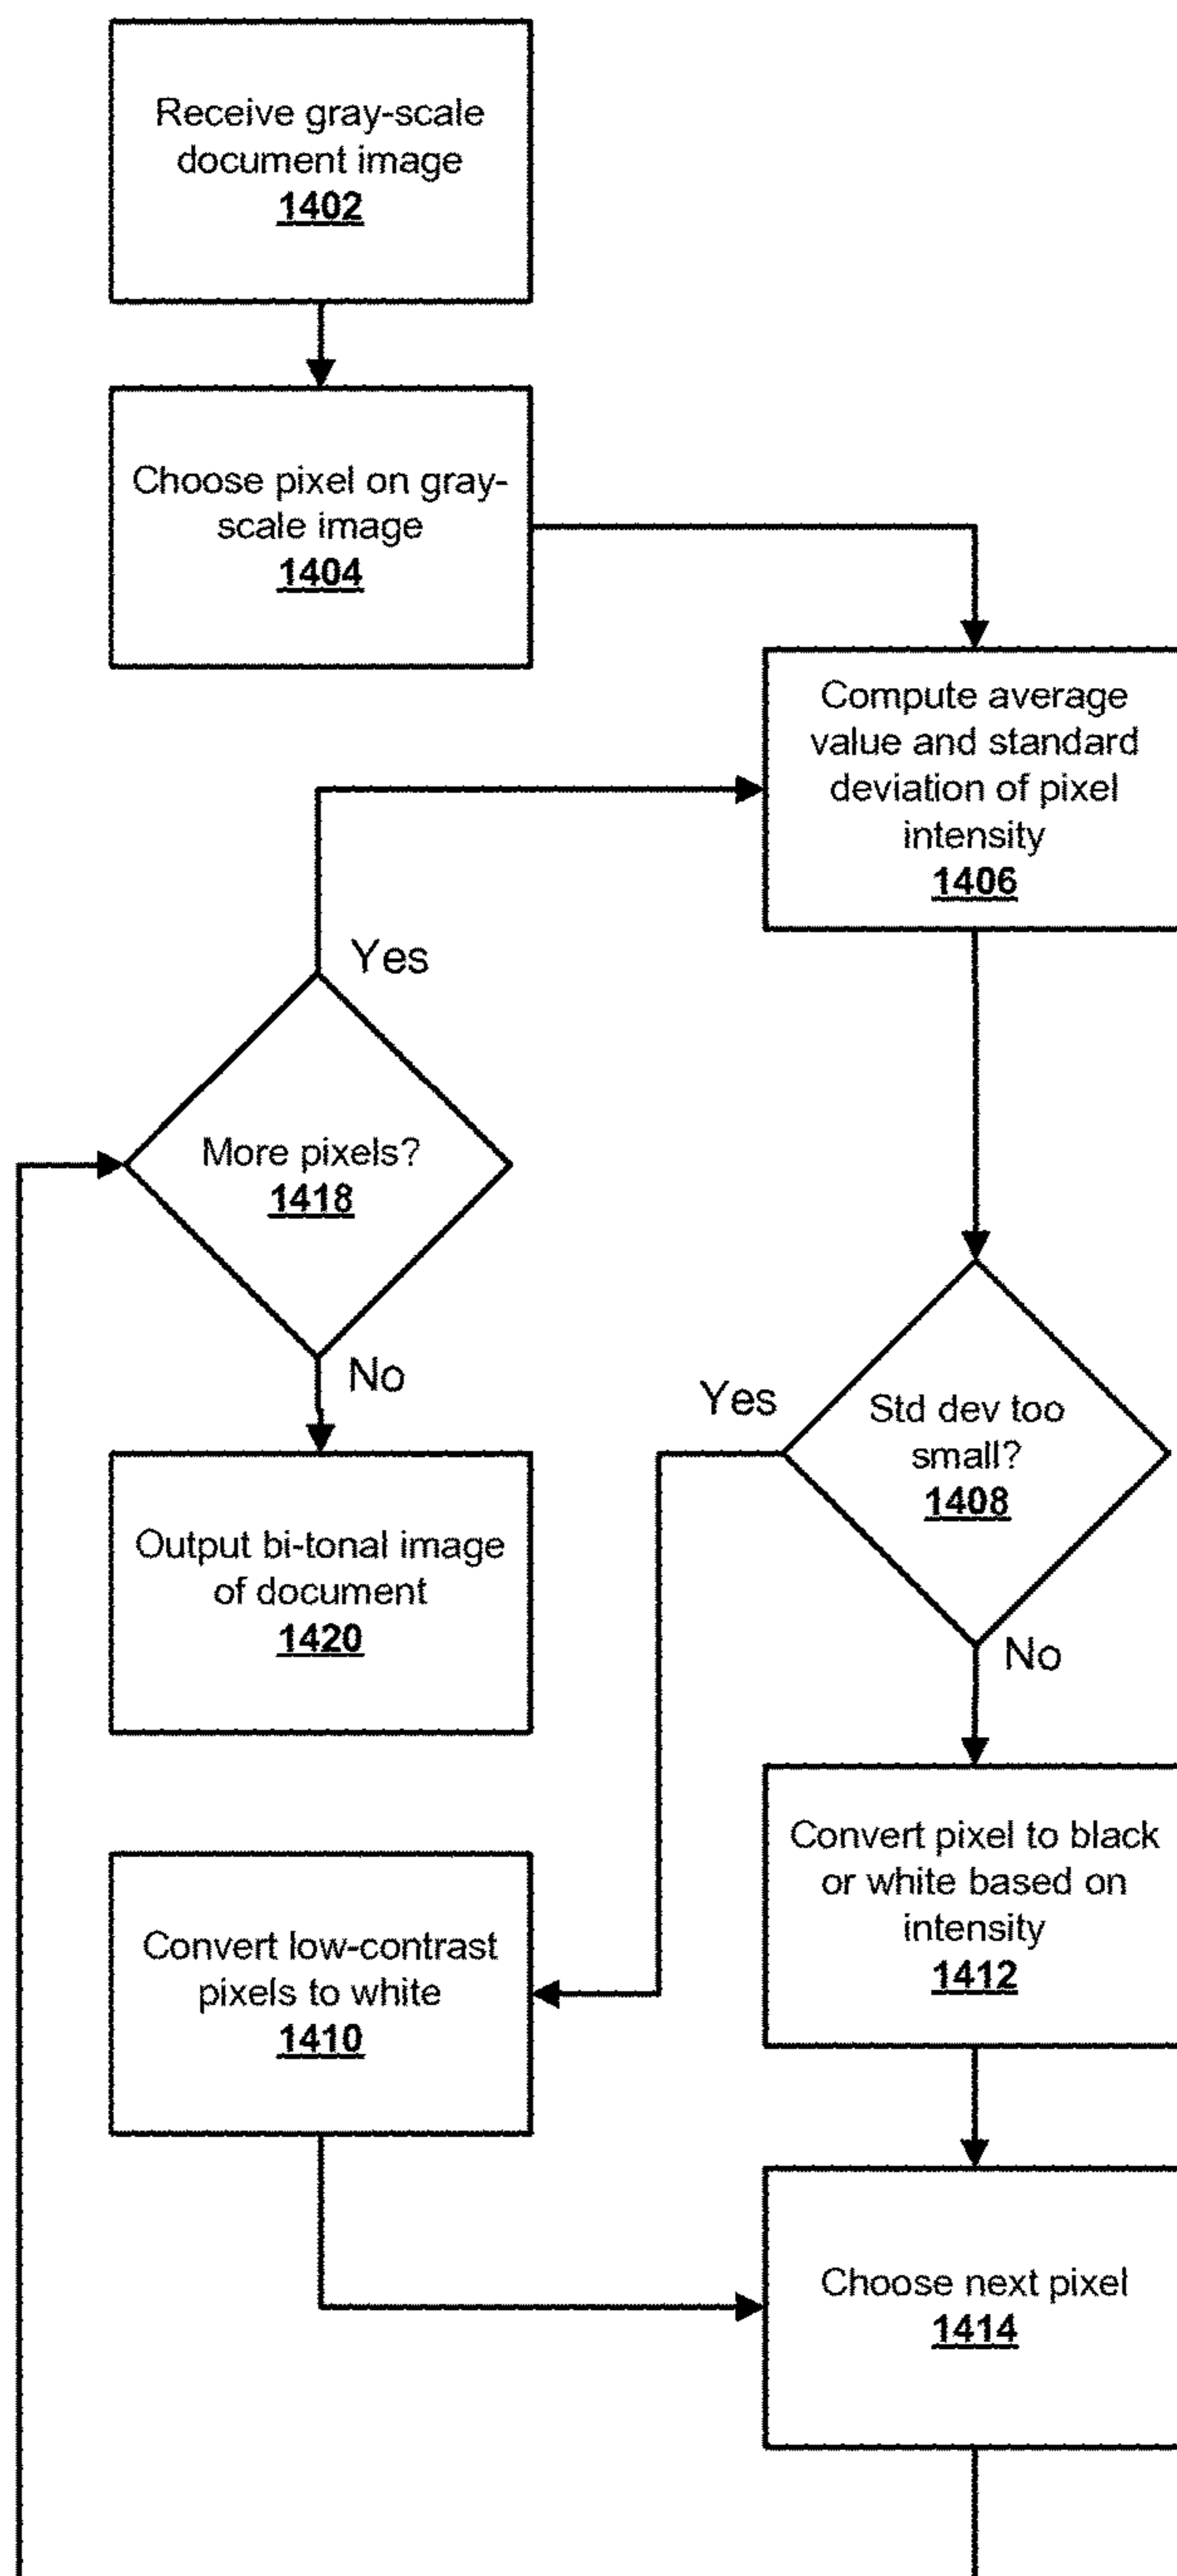 Receive gray-scale
document image
1402
Choose pixel on gray-
scale image
1404
Compute average
value and standard
deviation of pixel
intensity
1406
Yes
More pixels?
1418
No
Yes
Std dev too
small?
1408
No
Output bi-tonal image
of document
1420
Convert pixel to black
or white based on
intensity
1412
Convert low-contrast
pixels to white
1410
Choose next pixel
1414